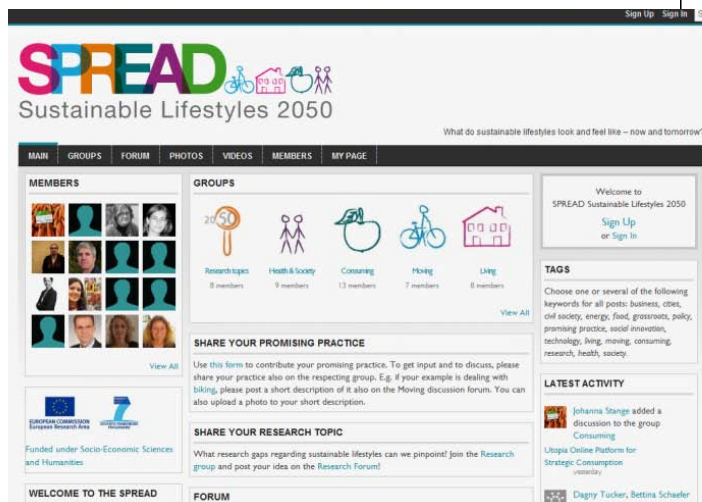 Sign Up Sign In
SPREAD
Sustainable Lifestyles 2050
What do sustainable lifestyles look and feel like – now and tomorrow?
MAIN GROUPS FORUM PHOTOS VIDEOS MEMBERS MY PAGE
MEMBERS
View All
EUROPEAN COMMISSION
European Research Area
Funded under Socio-Economic Sciences
and Humanities
WELCOME TO THE SPREAD
GROUPS
2050
Research topics Health & Society Consuming Moving Living
8 members 9 members 13 members 7 members 8 members
View All
SHARE YOUR PROMISING PRACTICE
Use this form to contribute your promising practice. To get input and to discuss, please
share your practice also on the respecting group. E.g. if your example is dealing with
biking, please post a short description of it also on the Moving discussion forum. You can
also upload a photo to your short description.
SHARE YOUR RESEARCH TOPIC
What research gaps regarding sustainable lifestyles can we pinpoint! Join the Research
group and post your idea on the Research Forum!
FORUM
Welcome to
SPREAD Sustainable Lifestyles 2050
Sign Up
or Sign In
TAGS
Choose one or several of the following
keywords for all posts: business, cities,
civil society, energy, food, grassroots, policy,
promising practice, social innovation,
technology, living, moving, consuming,
research, health, society.
LATEST ACTIVITY
Johanna Stange added a
discussion to the group
Consuming
Utopia Online Platform for
Strategic Consumption
yesterday
Dagny Tucker, Bettina Schaefer